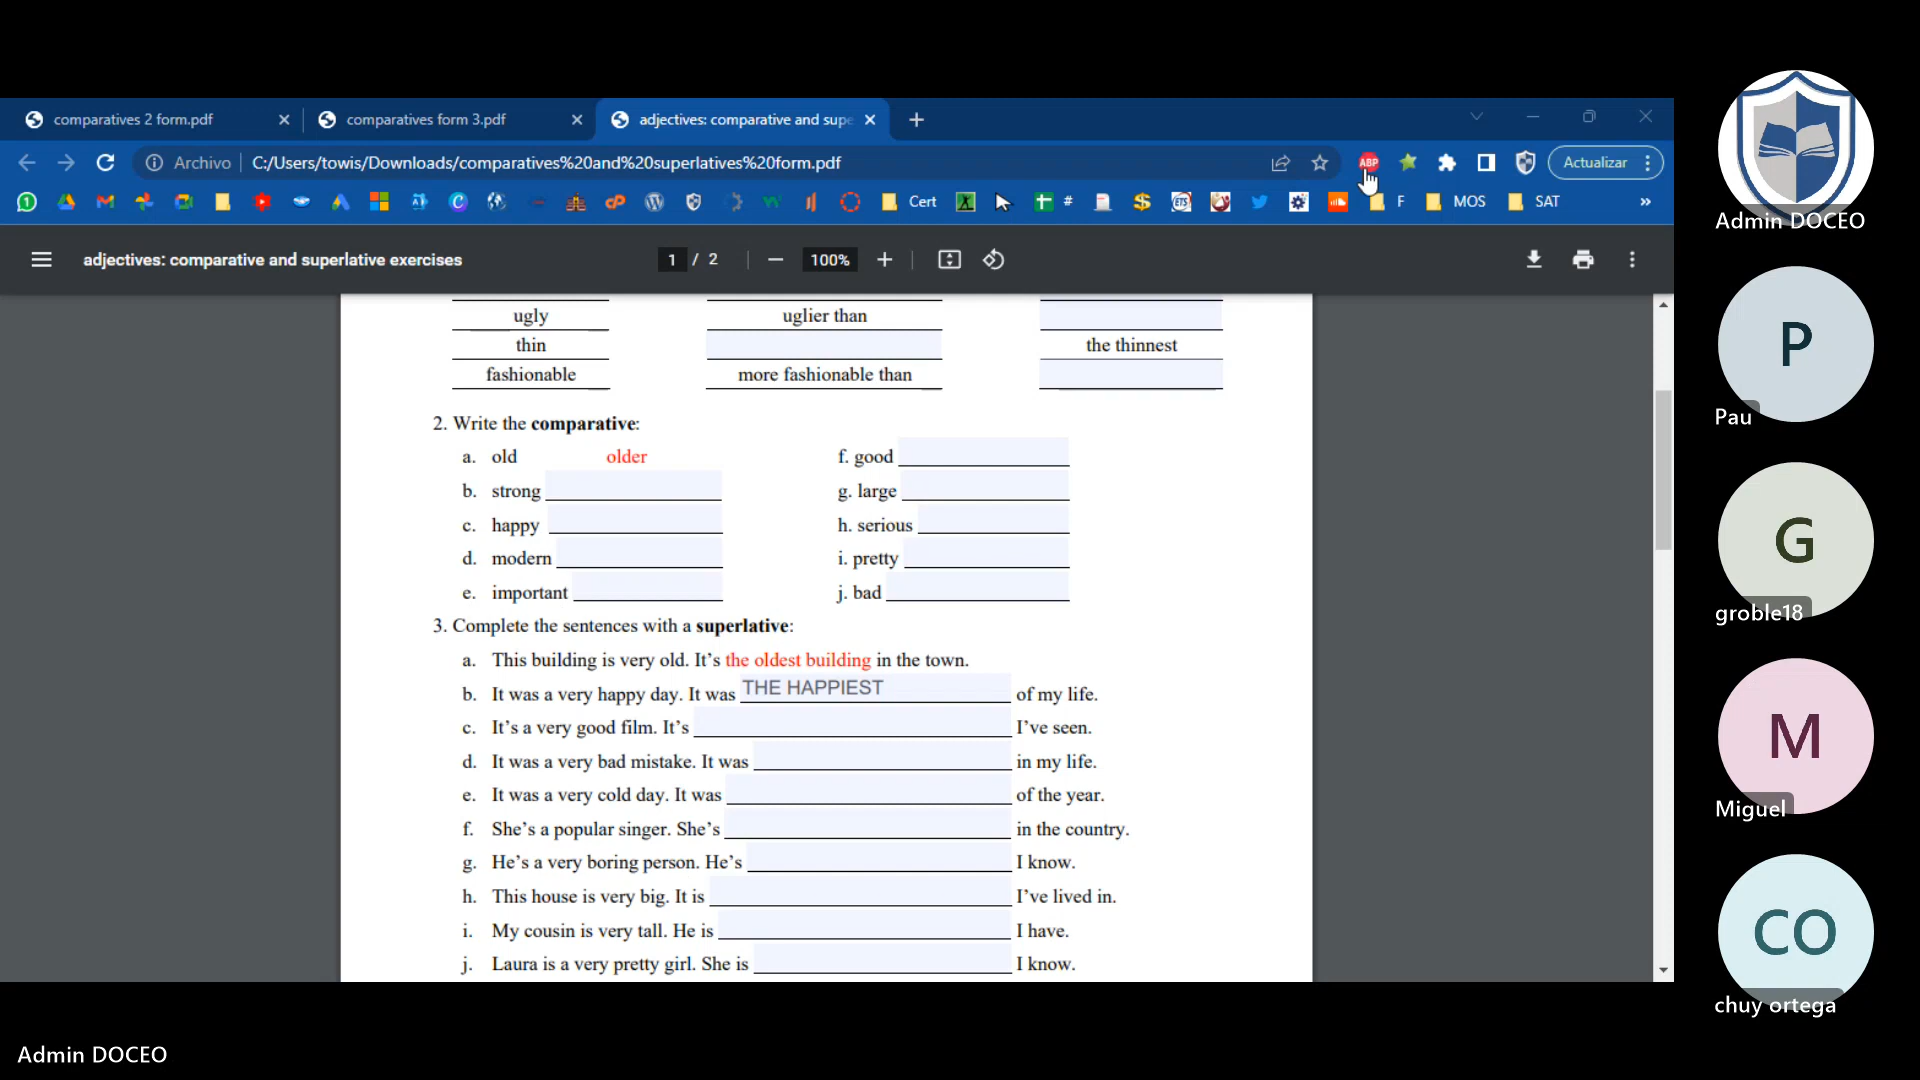 comparatives 2 form.pdf
comparatives form 3.pdf
adjectives: comparative and supe
Archivo
C:/Users/towis/Downloads/comparatives%20and%20superlatives%20form.pdf
ABP
Actualizar
1
Cert
#
ETS
F
MOS
SAT
»
adjectives: comparative and superlative exercises
1 / 2
100%
ugly uglier than
thin the thinnest
fashionable more fashionable than
2. Write the comparative:
a. old older f. good
b. strong g. large
c. happy h. serious
d. modern i. pretty
e. important j. bad
3. Complete the sentences with a superlative:
a. This building is very old. It's the oldest building in the town.
b. It was a very happy day. It was THE HAPPIEST of my life.
c. It's a very good film. It's I've seen.
d. It was a very bad mistake. It was in my life.
e. It was a very cold day. It was of the year.
f. She's a popular singer. She's in the country.
g. He's a very boring person. He's I know.
h. This house is very big. It is I've lived in.
i. My cousin is very tall. He is I have.
j. Laura is a very pretty girl. She is I know.
Admin DOCEO
P
Pau
G
groble18
M
Miguel
CO
chuy ortega
Admin DOCEO